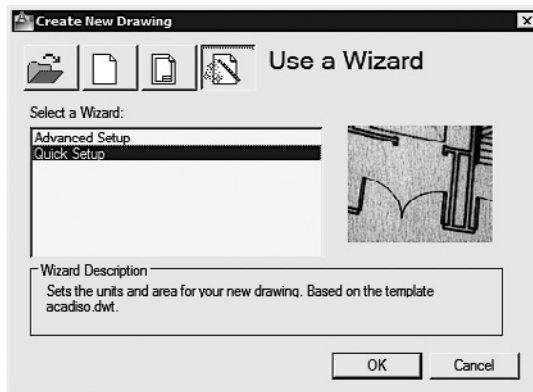 Create New Drawing
Use a Wizard
Select a Wizard:
Advanced Setup
Quick Setup
Wizard Description
Sets the units and area for your new drawing. Based on the template
acadiso.dwt.
OK
Cancel